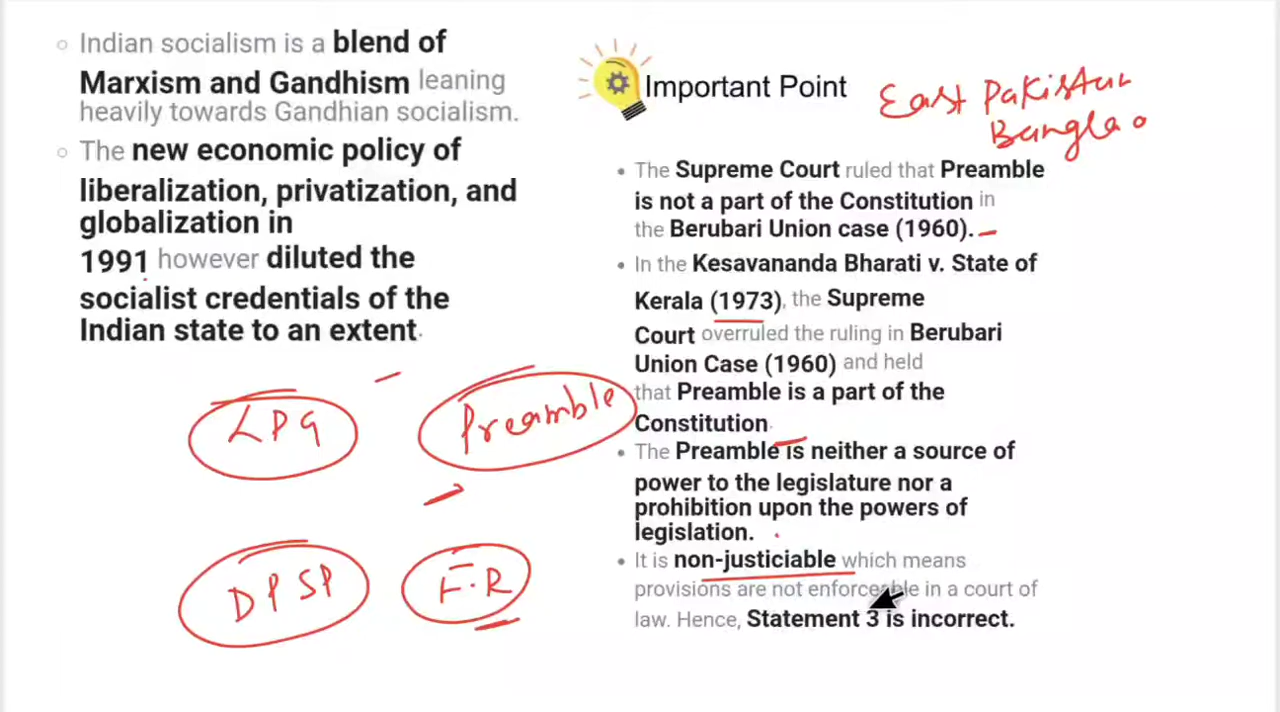 Indian socialism is a blend of
Marxism and Gandhism leaning
heavily towards Gandhian socialism.
The new economic policy of
liberalization, privatization, and
globalization in
1991 however diluted the
socialist credentials of the
Indian state to an extent.
LPG
Preamble
DPSP
F.R
Important Point
East Pakistan
Bangla
The Supreme Court ruled that Preamble
is not a part of the Constitution in
the Berubari Union case (1960).
In the Kesavananda Bharati v. State of
Kerala (1973), the Supreme
Court overruled the ruling in Berubari
Union Case (1960) and held
that Preamble is a part of the
Constitution.
The Preamble is neither a source of
power to the legislature nor a
prohibition upon the powers of
legislation.
It is non-justiciable which means
provisions are not enforceable in a court of
law. Hence, Statement 3 is incorrect.